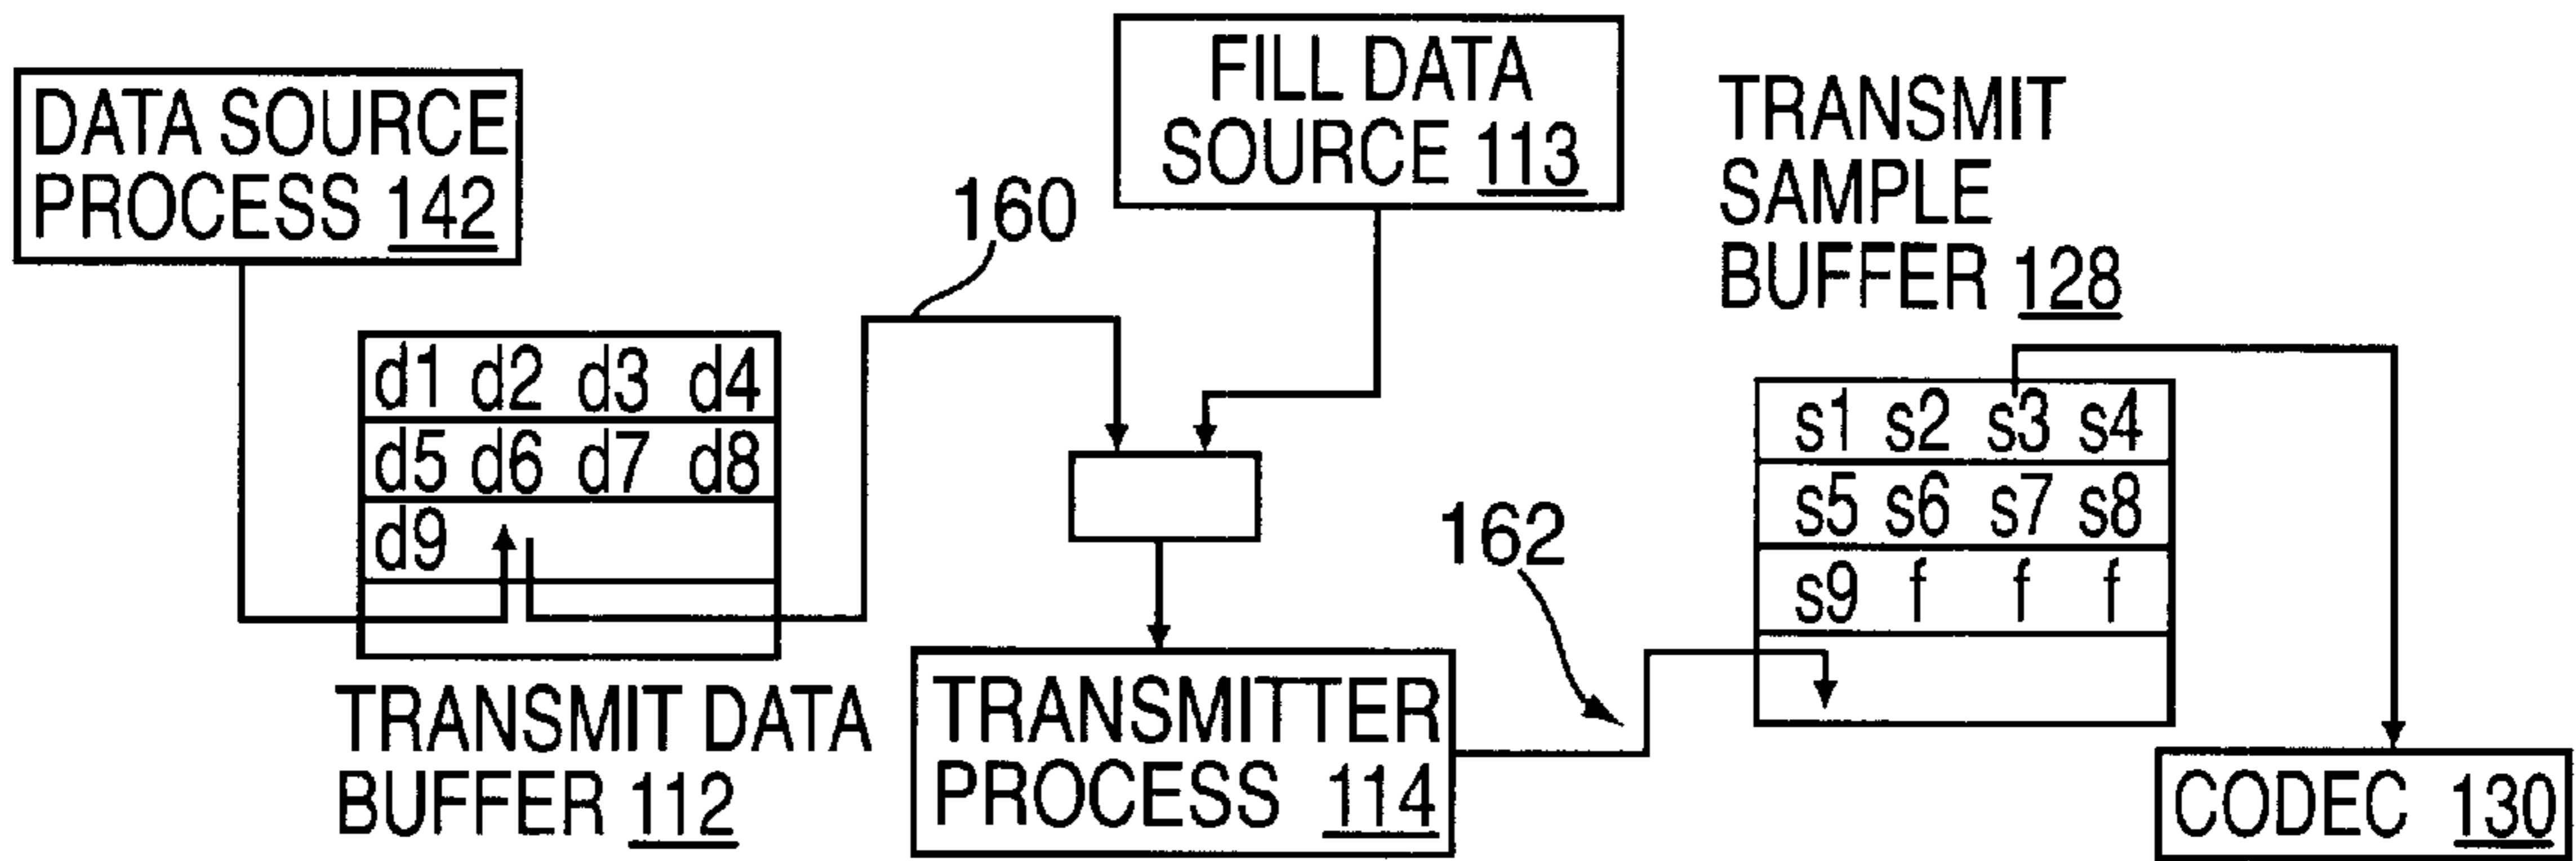 DATA SOURCE
PROCESS 142
FILL DATA
SOURCE 113
160
TRANSMIT
SAMPLE
BUFFER 128
d1 d2 d3 d4
d5 d6 d7 d8
d9
TRANSMIT DATA
BUFFER 112
TRANSMITTER
PROCESS 114
162
s1 s2 s3 s4
s5 s6 s7 s8
s9 f f f
CODEC 130